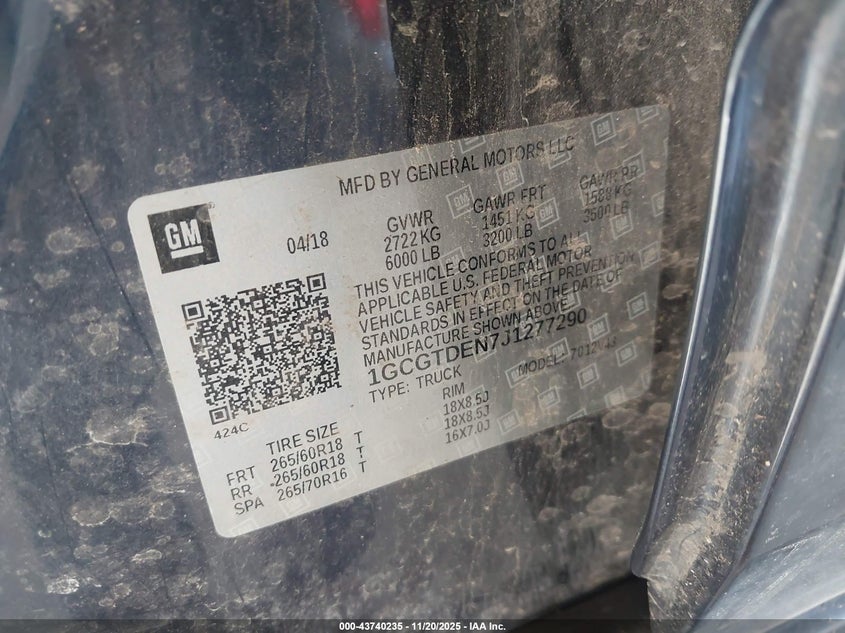 MFD BY GENERAL MOTORS LLC
GM
04/18
GVWR
2722 KG
6000 LB
GAWR FRT
1451 KG
3200 LB
GAWR RR
1588 KG
3500 LB
THIS VEHICLE CONFORMS TO ALL
APPLICABLE U.S. FEDERAL MOTOR
VEHICLE SAFETY AND THEFT PREVENTION
STANDARDS IN EFFECT ON THE DATE OF
MANUFACTURE SHOWN ABOVE.
1GCGTDEN7J1277290
TYPE: TRUCK
MODEL:
424C
TIRE SIZE
RIM
FRT 265/60R18 T 18X8.5J
RR 265/60R18 T 18X8.5J
SPA 265/70R16 T 16X7.0J
000-43740235 - 11/20/2025 - IAA Inc.